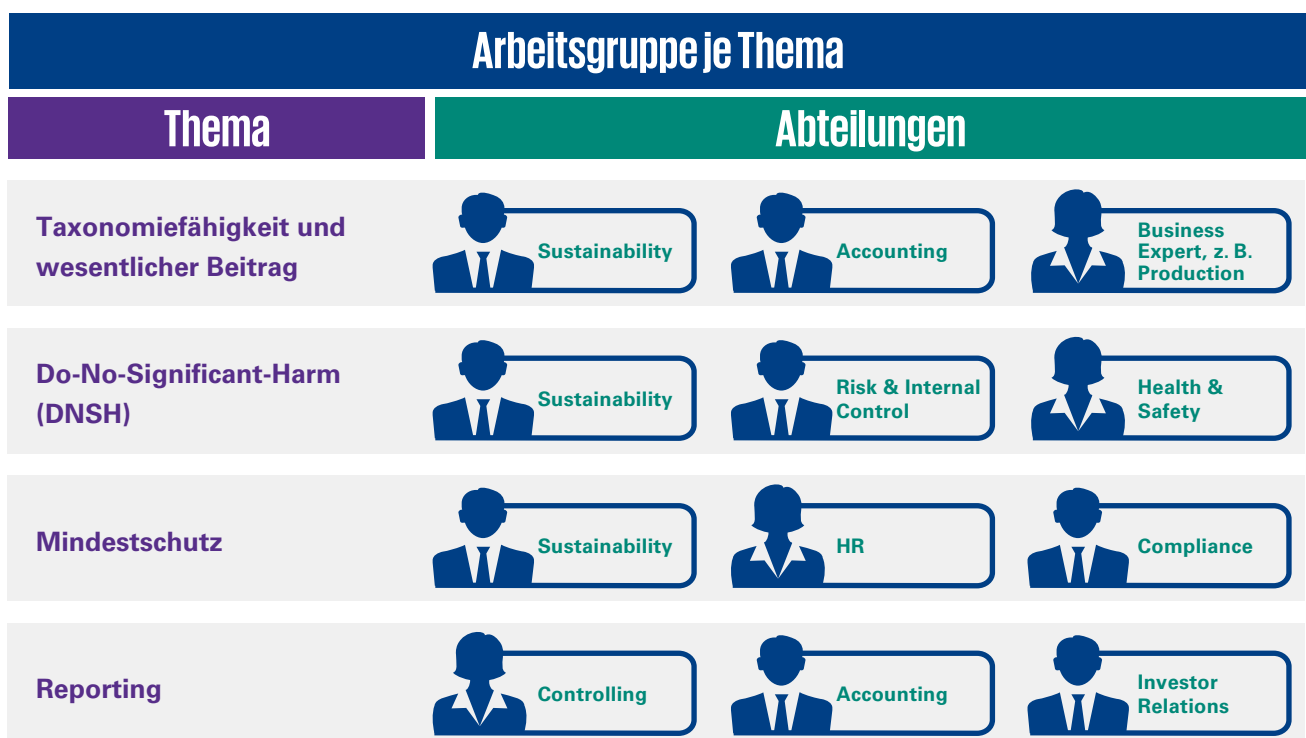 Arbeitsgruppe je Thema
Thema
Abteilungen
Taxonomiefähigkeit und
wesentlicher Beitrag
Sustainability
Accounting
Business
Expert, z. B.
Production
Do-No-Significant-Harm
(DNSH)
Sustainability
Risk & Internal
Control
Health &
Safety
Mindestschutz
Sustainability
HR
Compliance
Reporting
Controlling
Accounting
Investor
Relations